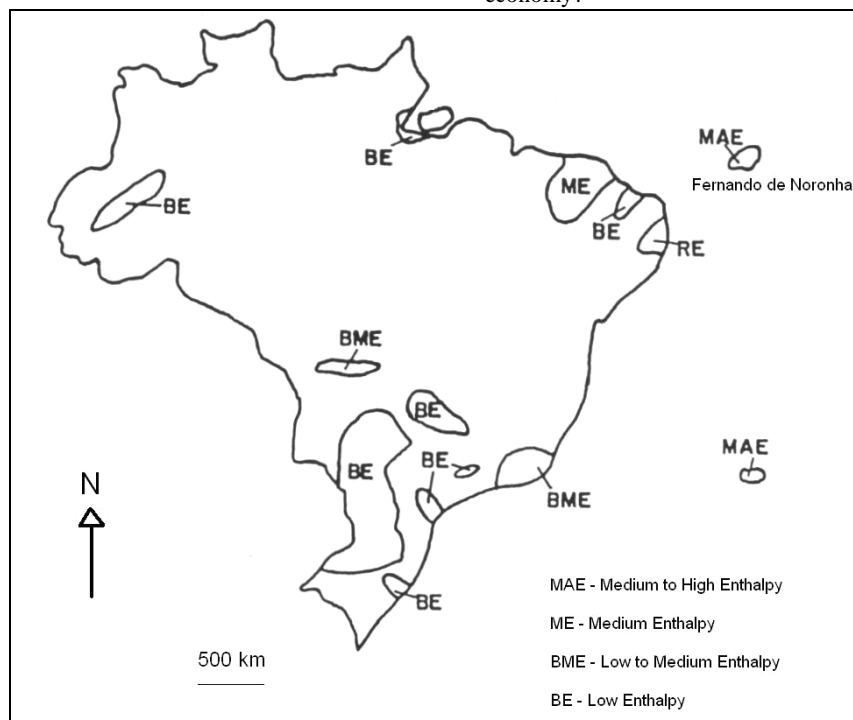 economy.
MAE
BE
Fernando de Noronha
ME
BE
BE
RE
BME
BE
BE
BE
MAE
BME
N
BE
500 km
MAE - Medium to High Enthalpy
ME - Medium Enthalpy
BME - Low to Medium Enthalpy
BE - Low Enthalpy